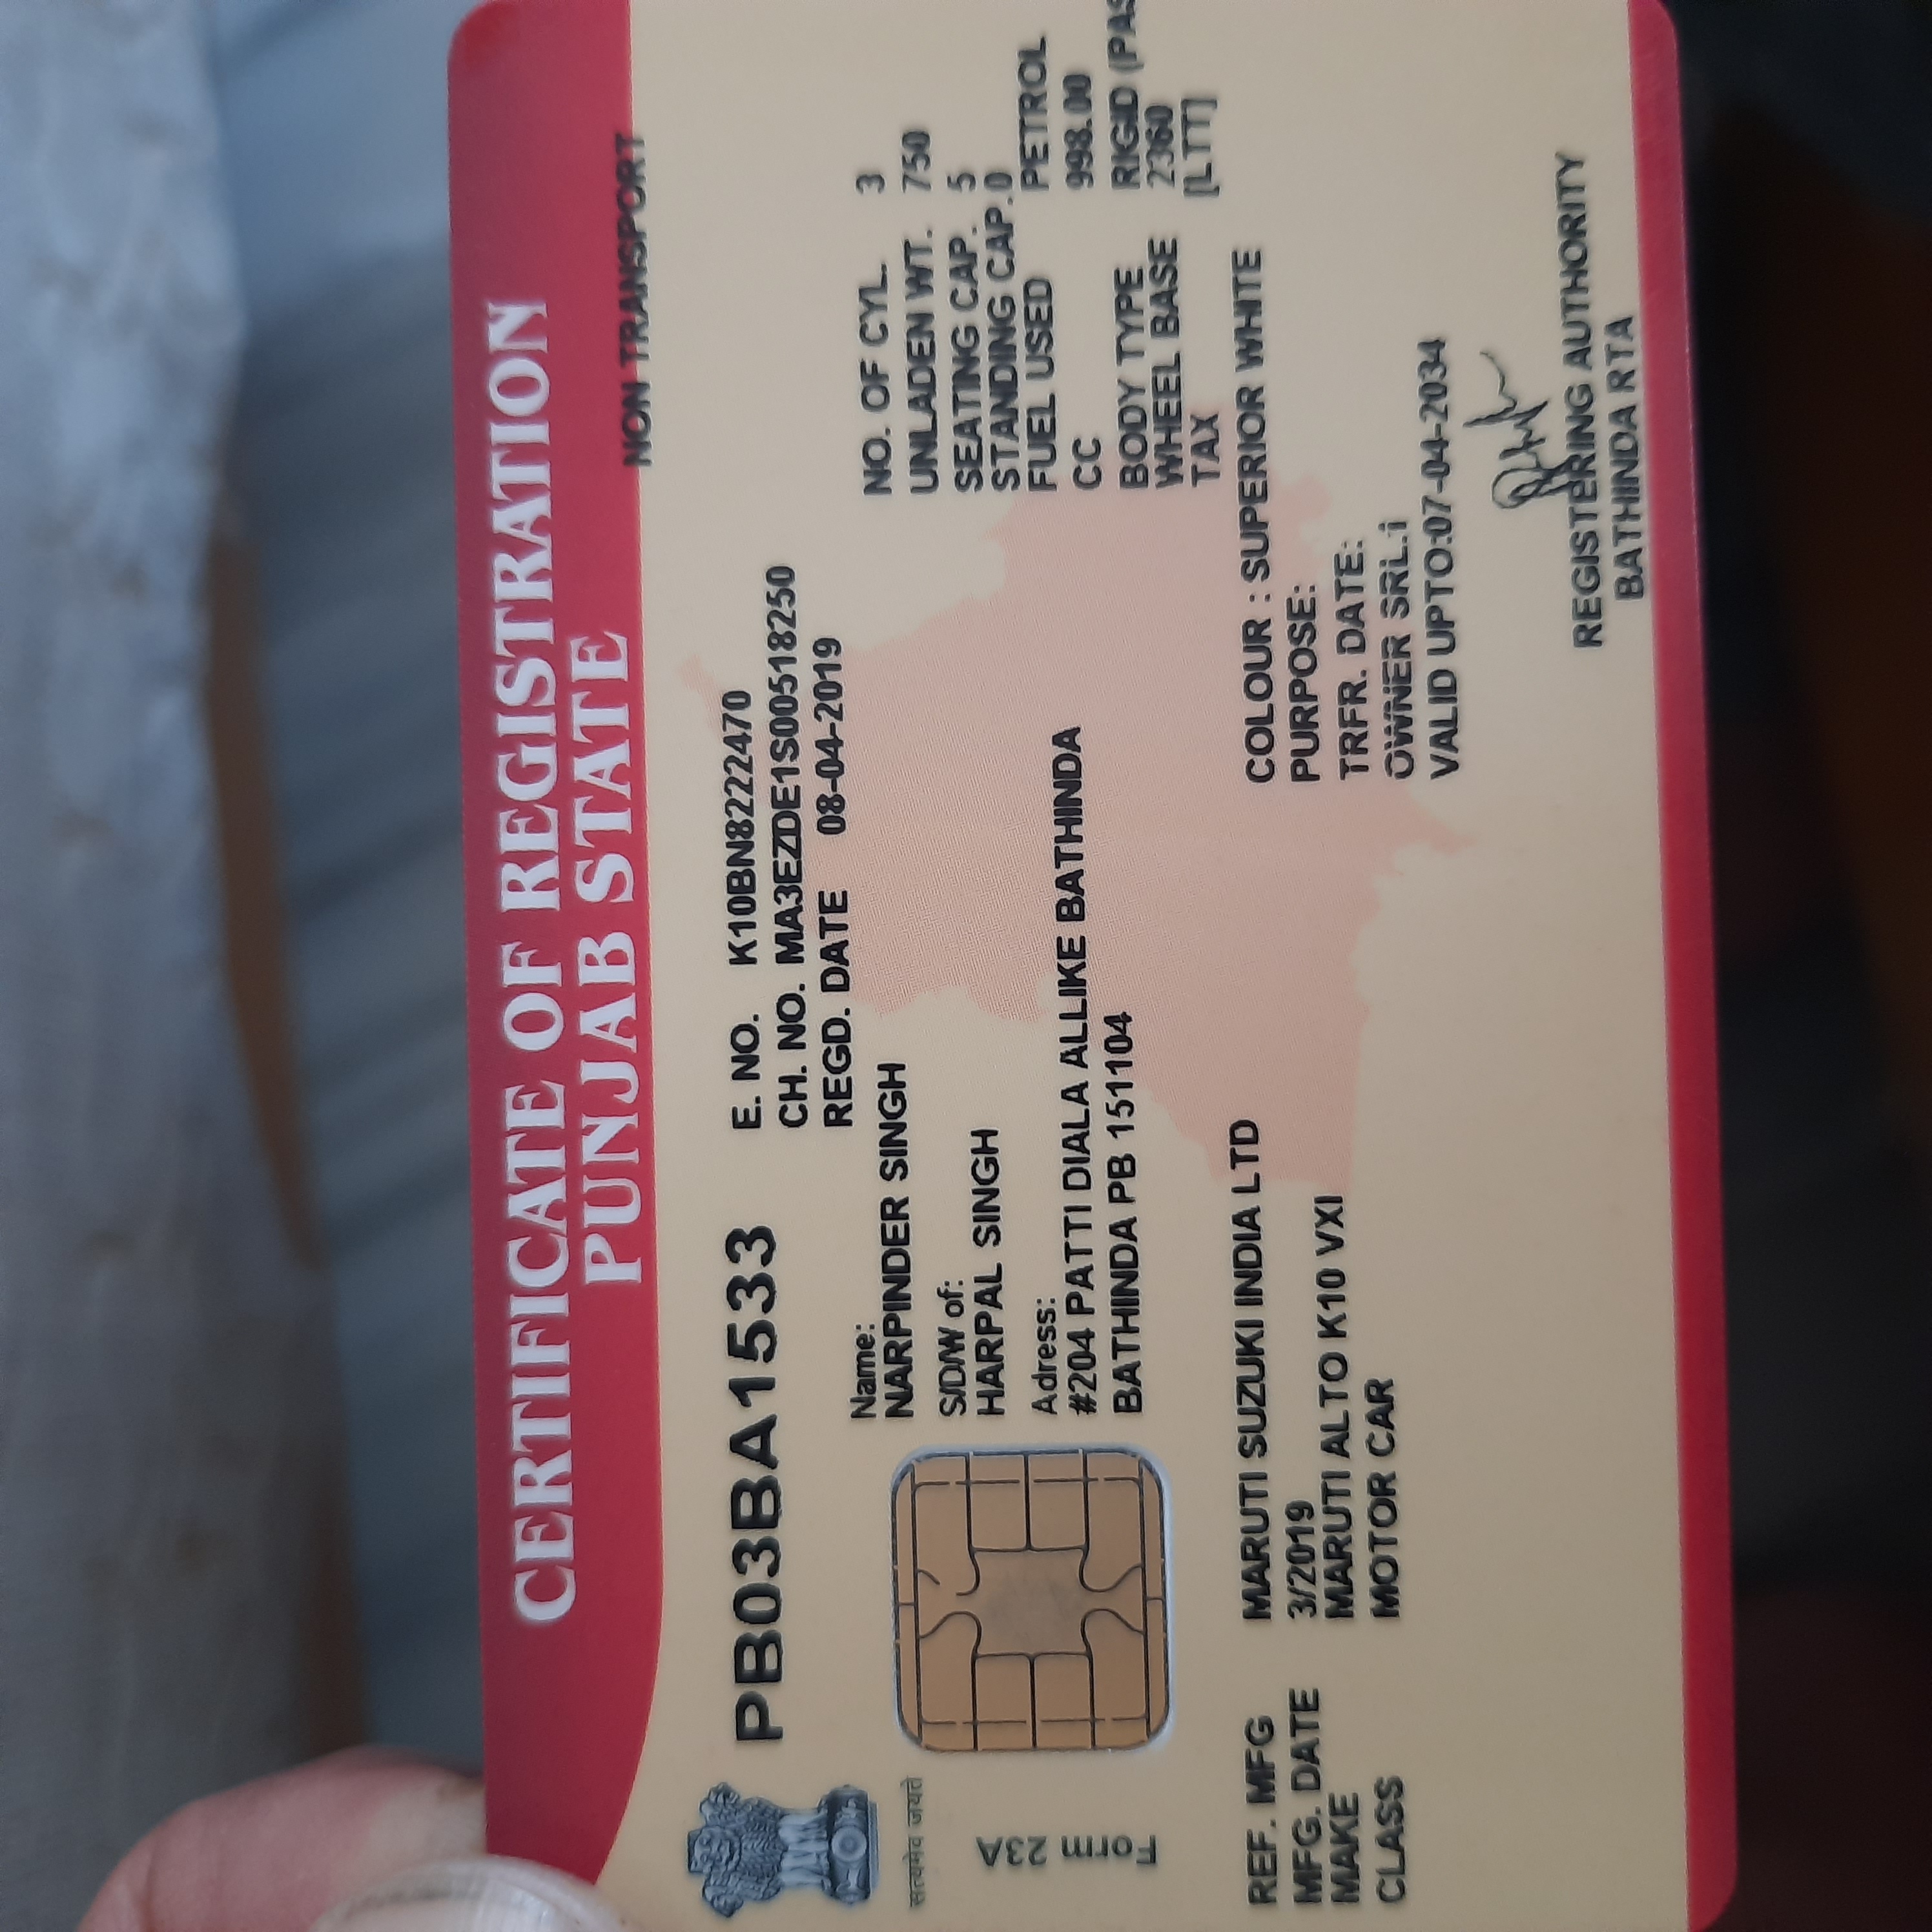 CERTIFICATE OF REGISTRATION
PUNJAB STATE
NON TRANSPORT
PB03BA1533
E. NO. K10BN8222470
CH. NO. MA3EZDE1S00518250
REGD. DATE 08-04-2019
सत्यमेव जयते
Form 23A
Name:
NARPINDER SINGH
S/D/W of:
HARPAL SINGH
Adress:
#204 PATTI DIALA ALLIKE BATHINDA
BATHINDA PB 151104
NO. OF CYL. 3
UNLADEN WT. 750
SEATING CAP. 5
STANDING CAP. 0
FUEL USED PETROL
CC 998.00
BODY TYPE RIGID (PAS
WHEEL BASE 2360
TAX [LTT]
REF. MFG MARUTI SUZUKI INDIA LTD
MFG. DATE 3/2019
MAKE MARUTI ALTO K10 VXI
CLASS MOTOR CAR
COLOUR : SUPERIOR WHITE
PURPOSE:
TRFR. DATE:
OWNER SRL.i
VALID UPTO:07-04-2034
REGISTERING AUTHORITY
BATHINDA RTA